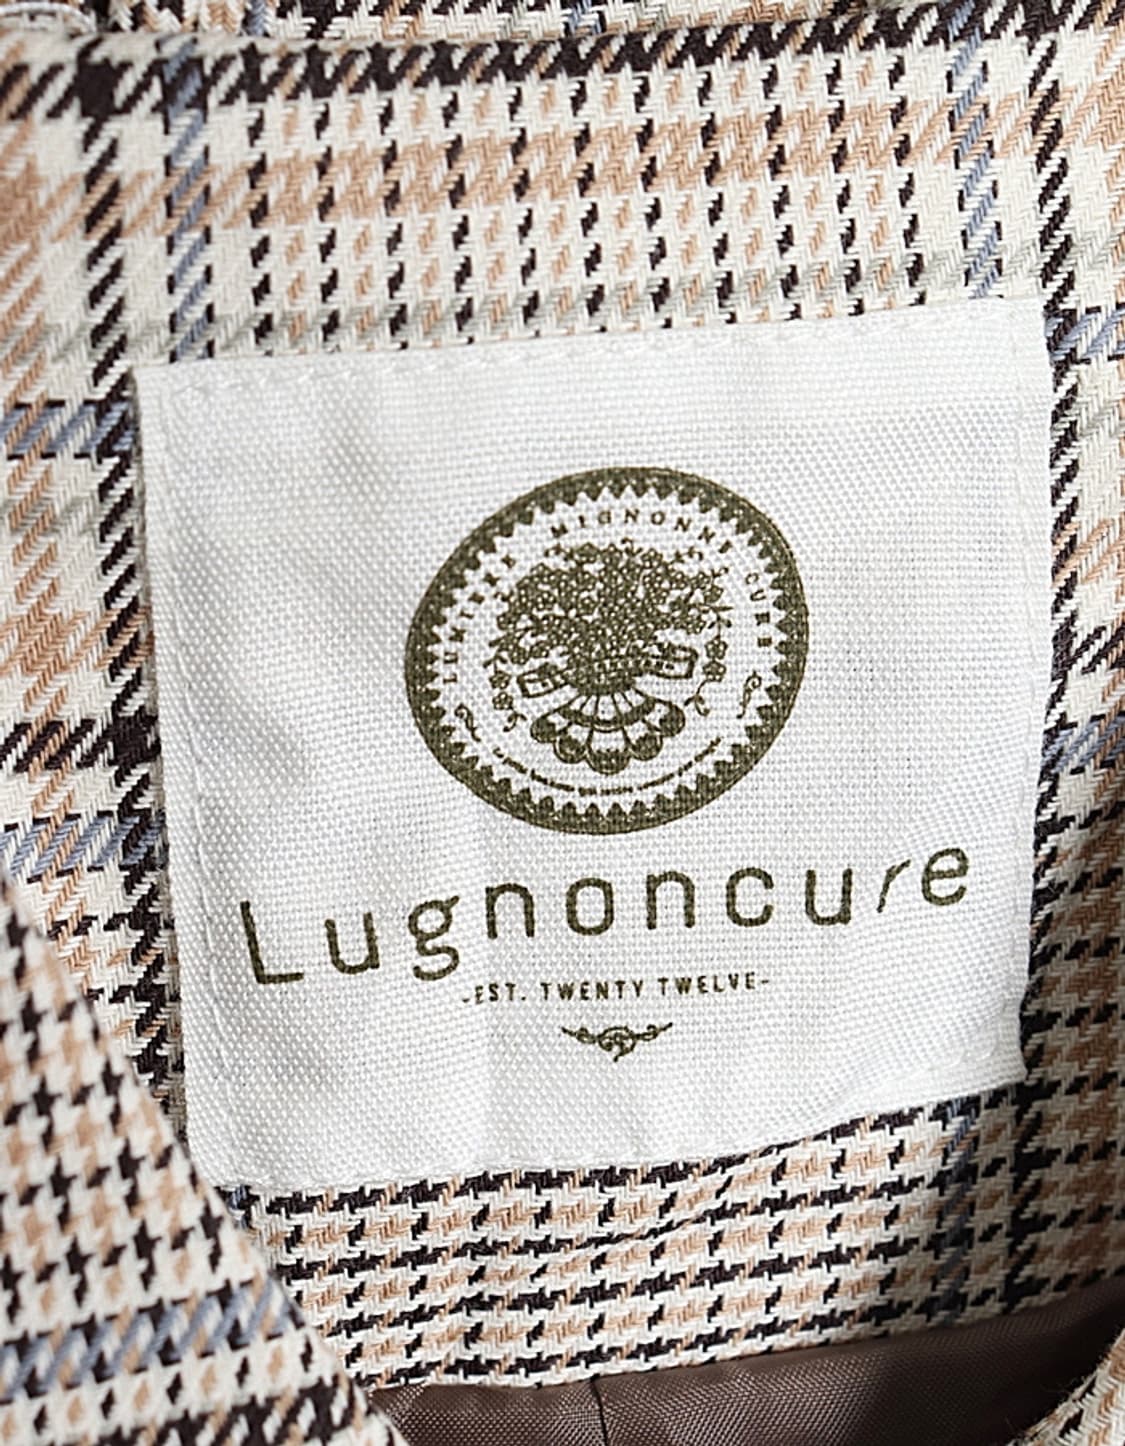 LUMIERE MIGNONNE CURE
Lugnoncure
-EST. TWENTY TWELVE-